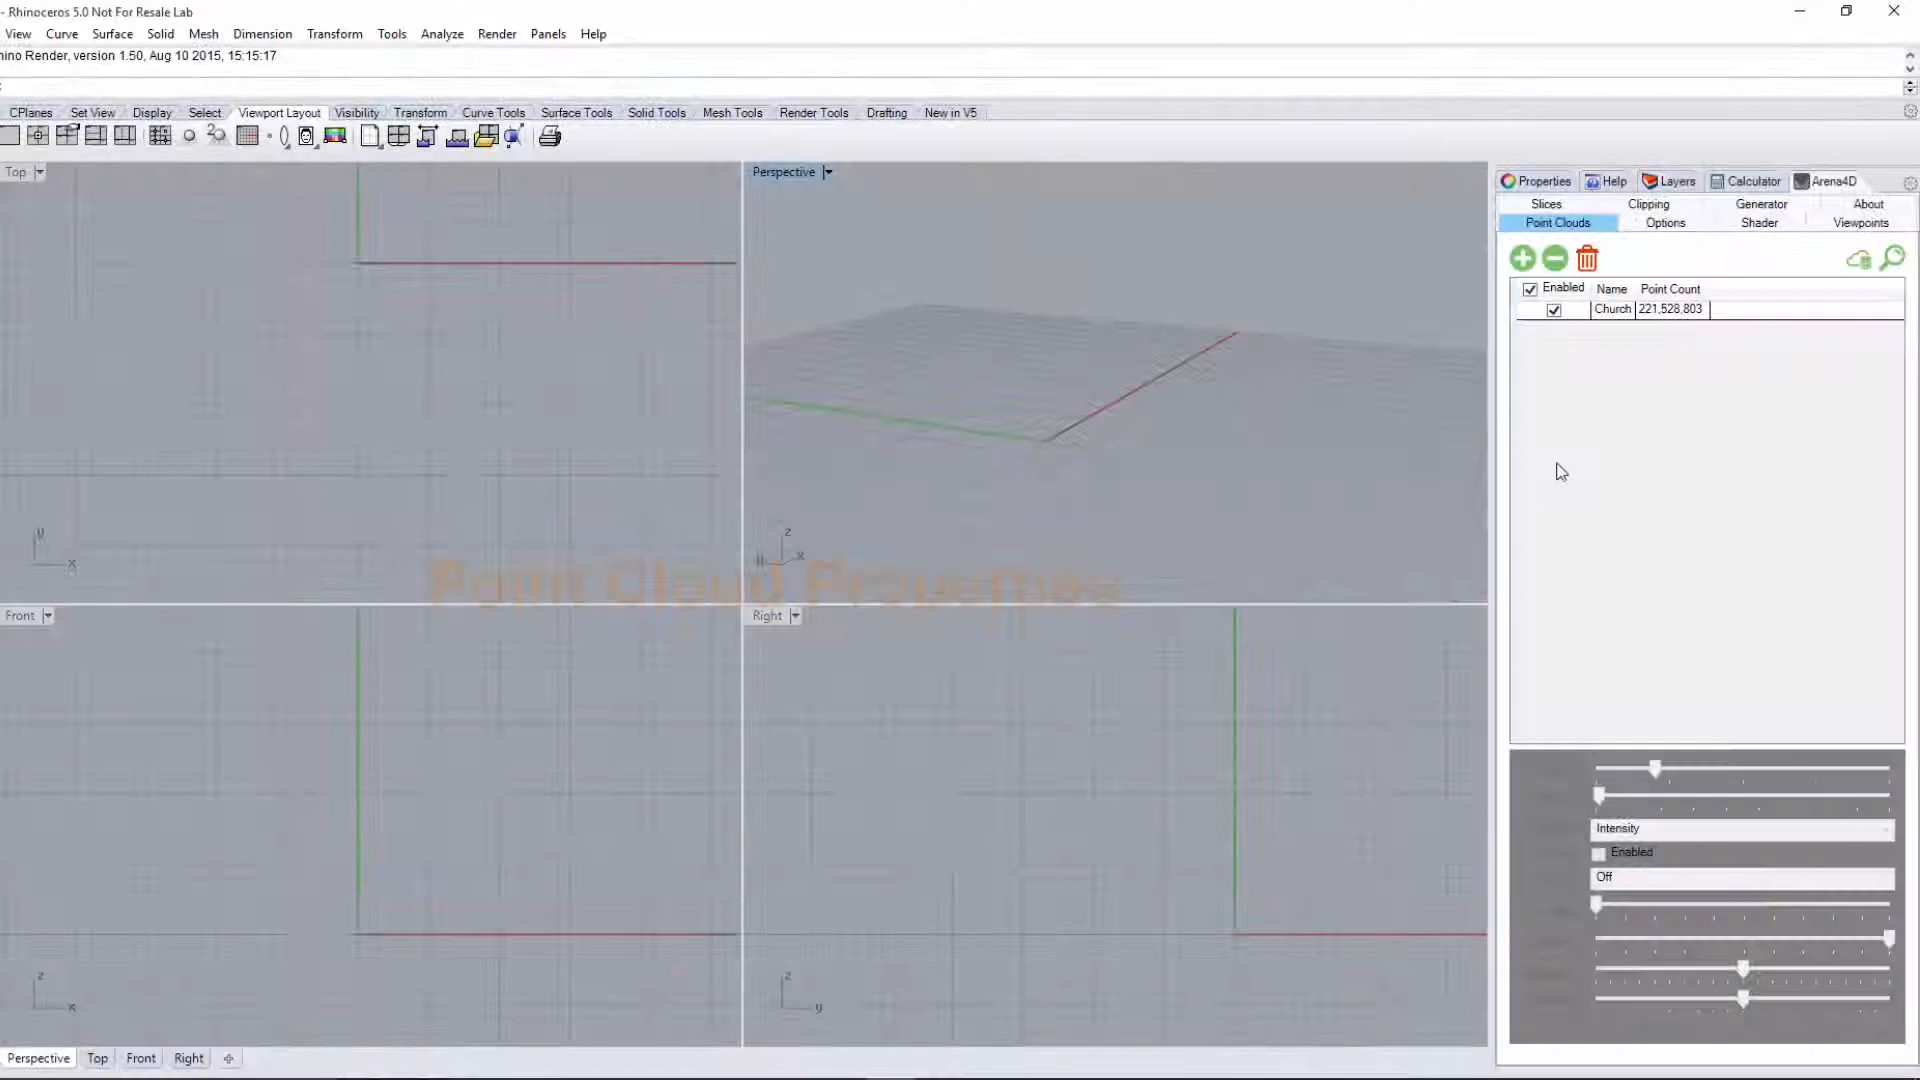 - Rhinoceros 5.0 Not For Resale Lab
View Curve Surface Solid Mesh Dimension Transform Tools Analyze Render Panels Help
hino Render, version 1.50, Aug 10 2015, 15:15:17
CPlanes Set View Display Select Viewport Layout Visibility Transform Curve Tools Surface Tools Solid Tools Mesh Tools Render Tools Drafting New in V5
Top Perspective
Properties Help Layers Calculator Arena4D
Slices Clipping Generator About
Point Clouds Options Shader Viewpoints
Enabled Name Point Count
Church 221,528,803
y
x
z
x
Point Cloud Properties
Front Right
Intensity
Enabled
Off
z
x
z
y
Perspective Top Front Right